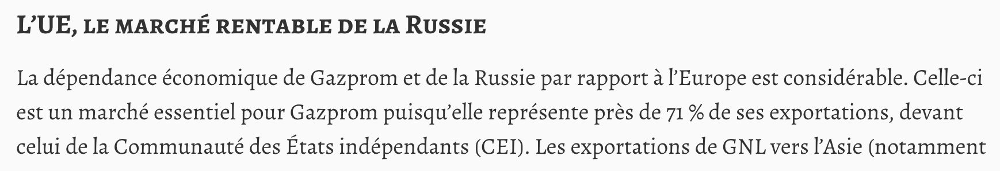 L’UE, le marché rentable de la Russie
La dépendance économique de Gazprom et de la Russie par rapport à l’Europe est considérable. Celle-ci
est un marché essentiel pour Gazprom puisqu’elle représente près de 71 % de ses exportations, devant
celui de la Communauté des États indépendants (CEI). Les exportations de GNL vers l’Asie (notamment